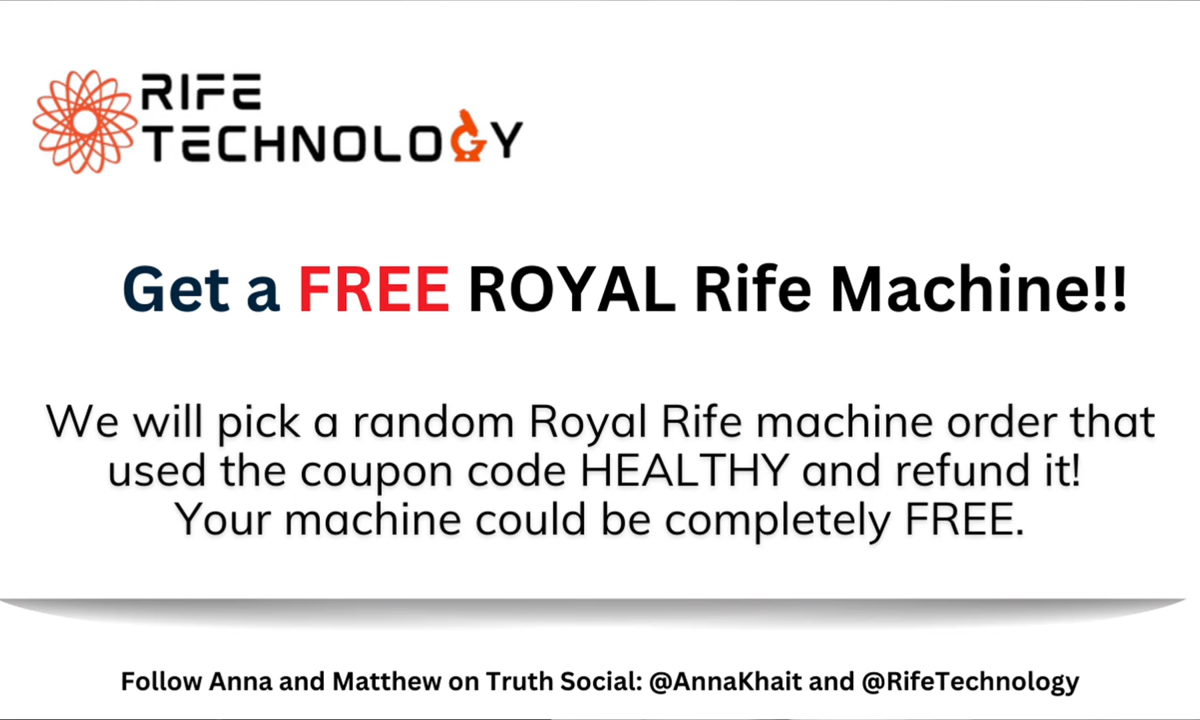 RIFE
TECHNOLOGY
Get a FREE ROYAL Rife Machine!!
We will pick a random Royal Rife machine order that
used the coupon code HEALTHY and refund it!
Your machine could be completely FREE.
Follow Anna and Matthew on Truth Social: @AnnaKhait and @RifeTechnology